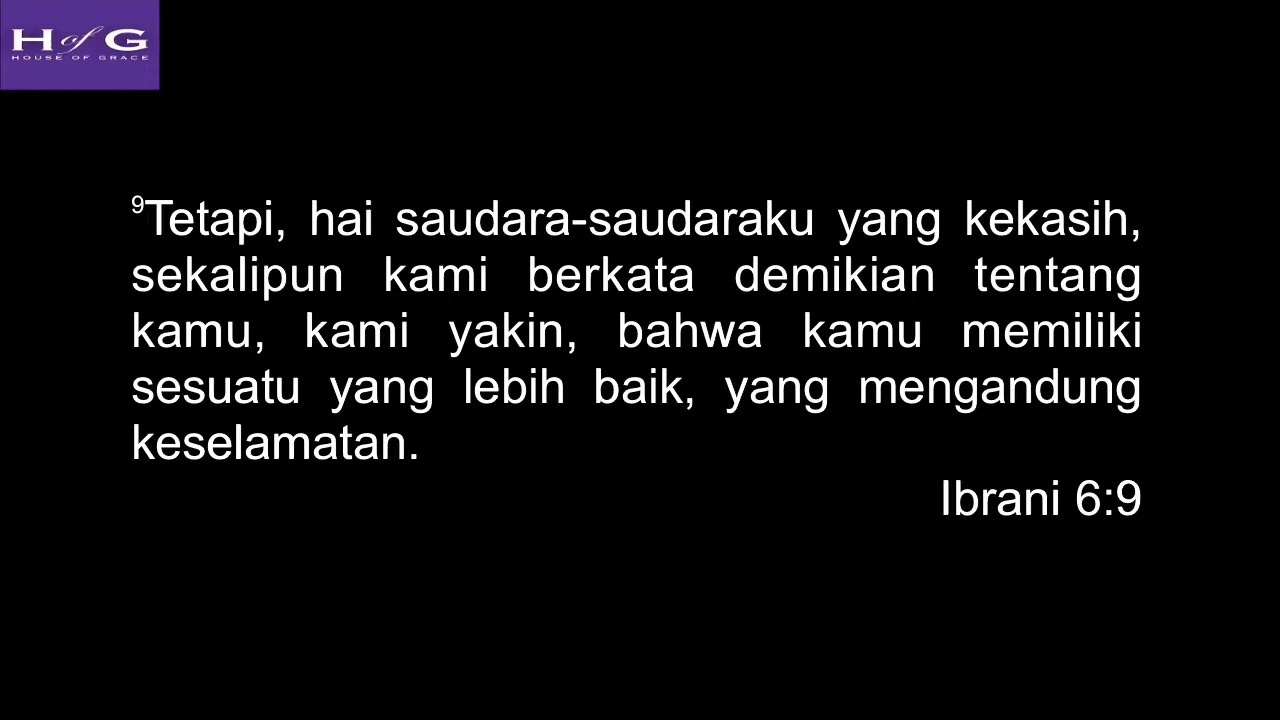 H of G
HOUSE OF GRACE
9Tetapi, hai saudara-saudaraku yang kekasih,
sekalipun kami berkata demikian tentang
kamu, kami yakin, bahwa kamu memiliki
sesuatu yang lebih baik, yang mengandung
keselamatan.
Ibrani 6:9